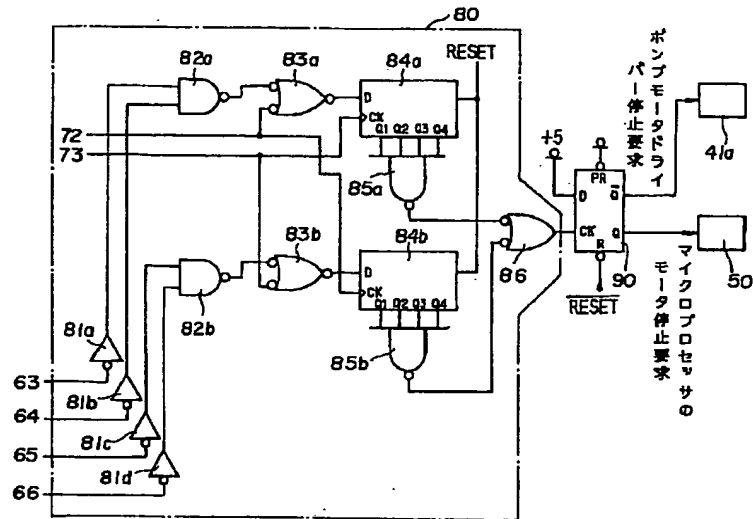 80
82a
83a
84a
RESET
D
CK
Q1 Q2 Q3 Q4
72
73
85a
ポンプモータドライ
バー停止要求
41a
+5
PR
D
Q̅
CK
Q
R
90
R̅E̅S̅E̅T̅
50
マイクロプロセッサの
モータ停止要求
86
83b
84b
D
CK
Q1 Q2 Q3 Q4
82b
85b
81a
63
81b
64
81c
65
81d
66